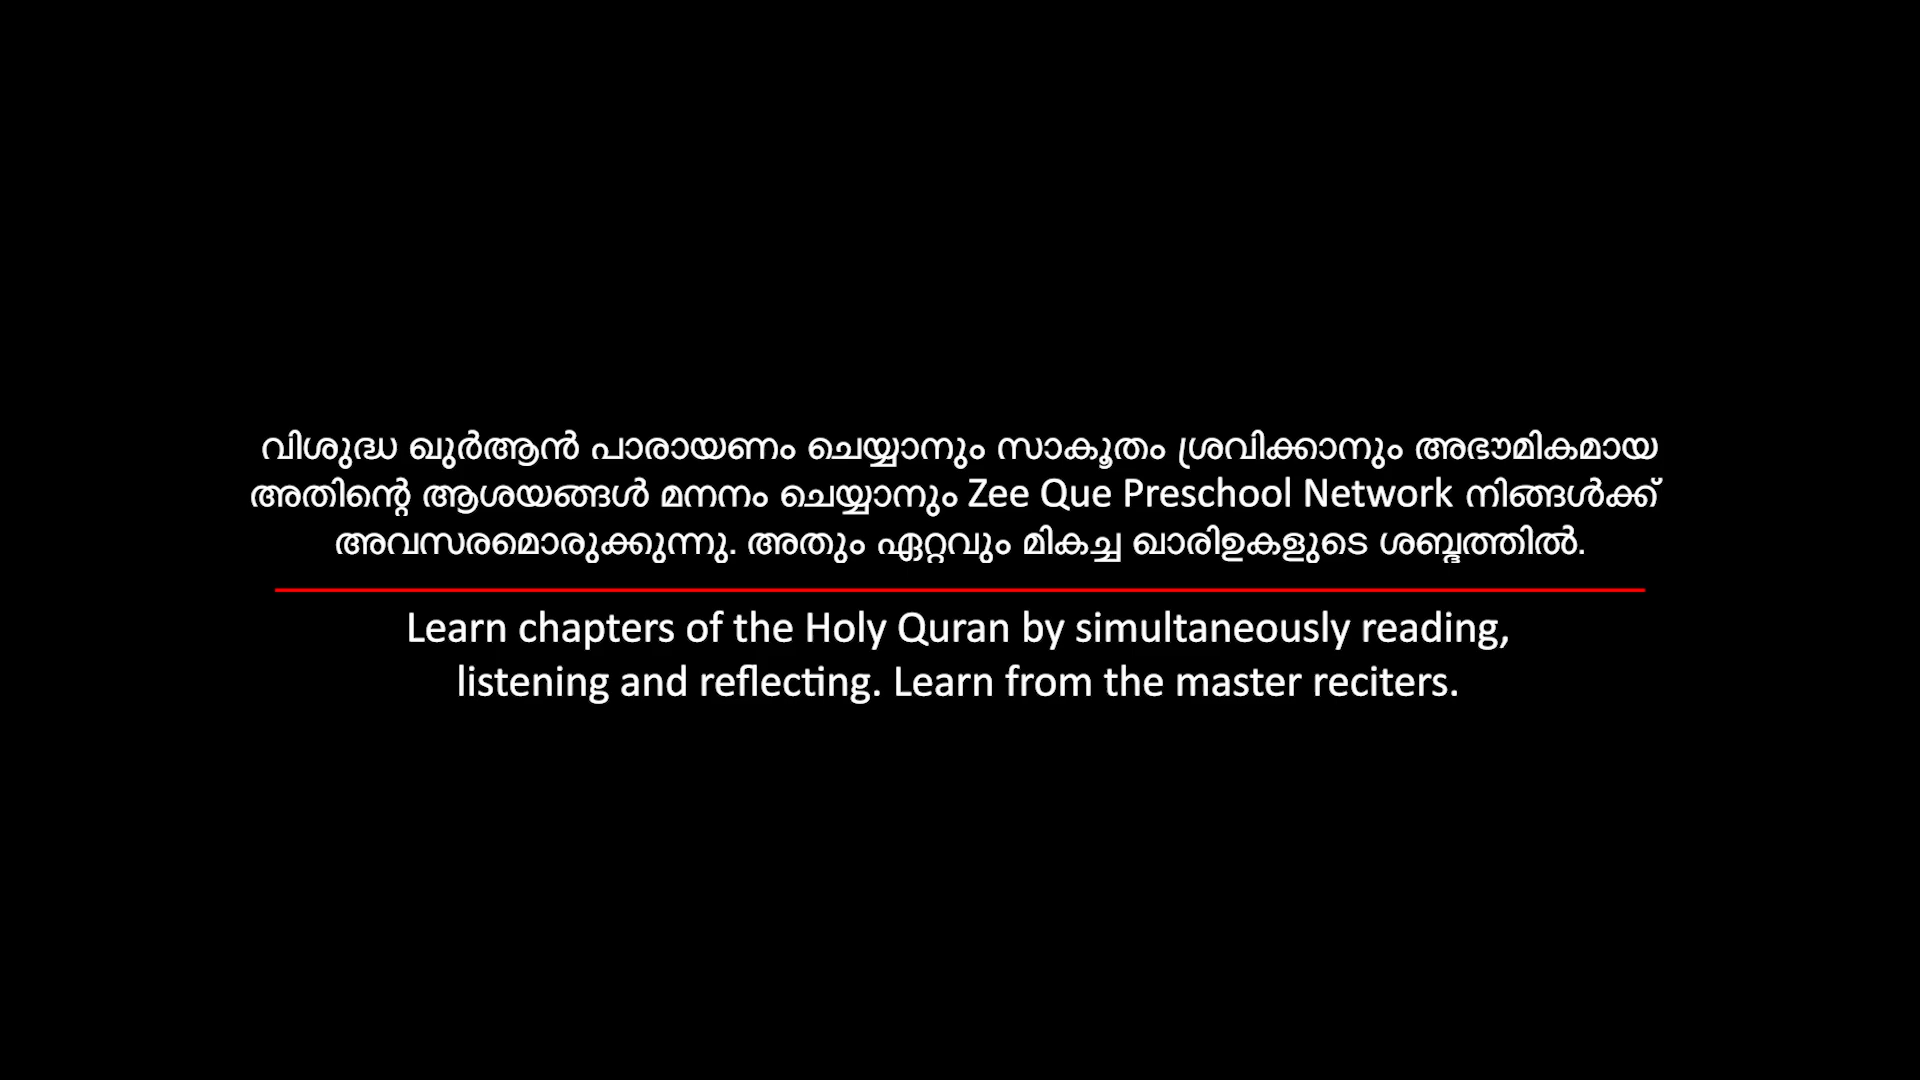 വിശുദ്ധ ഖുർആൻ പാരായണം ചെയ്യാനും സാകൂതം ശ്രവിക്കാനും അഭൗമികമായ
അതിന്റെ ആശയങ്ങൾ മനനം ചെയ്യാനും Zee Que Preschool Network നിങ്ങൾക്ക്
അവസരമൊരുക്കുന്നു. അതും ഏറ്റവും മികച്ച ഖാരിഉകളുടെ ശബ്ദത്തിൽ.
Learn chapters of the Holy Quran by simultaneously reading,
listening and reflecting. Learn from the master reciters.